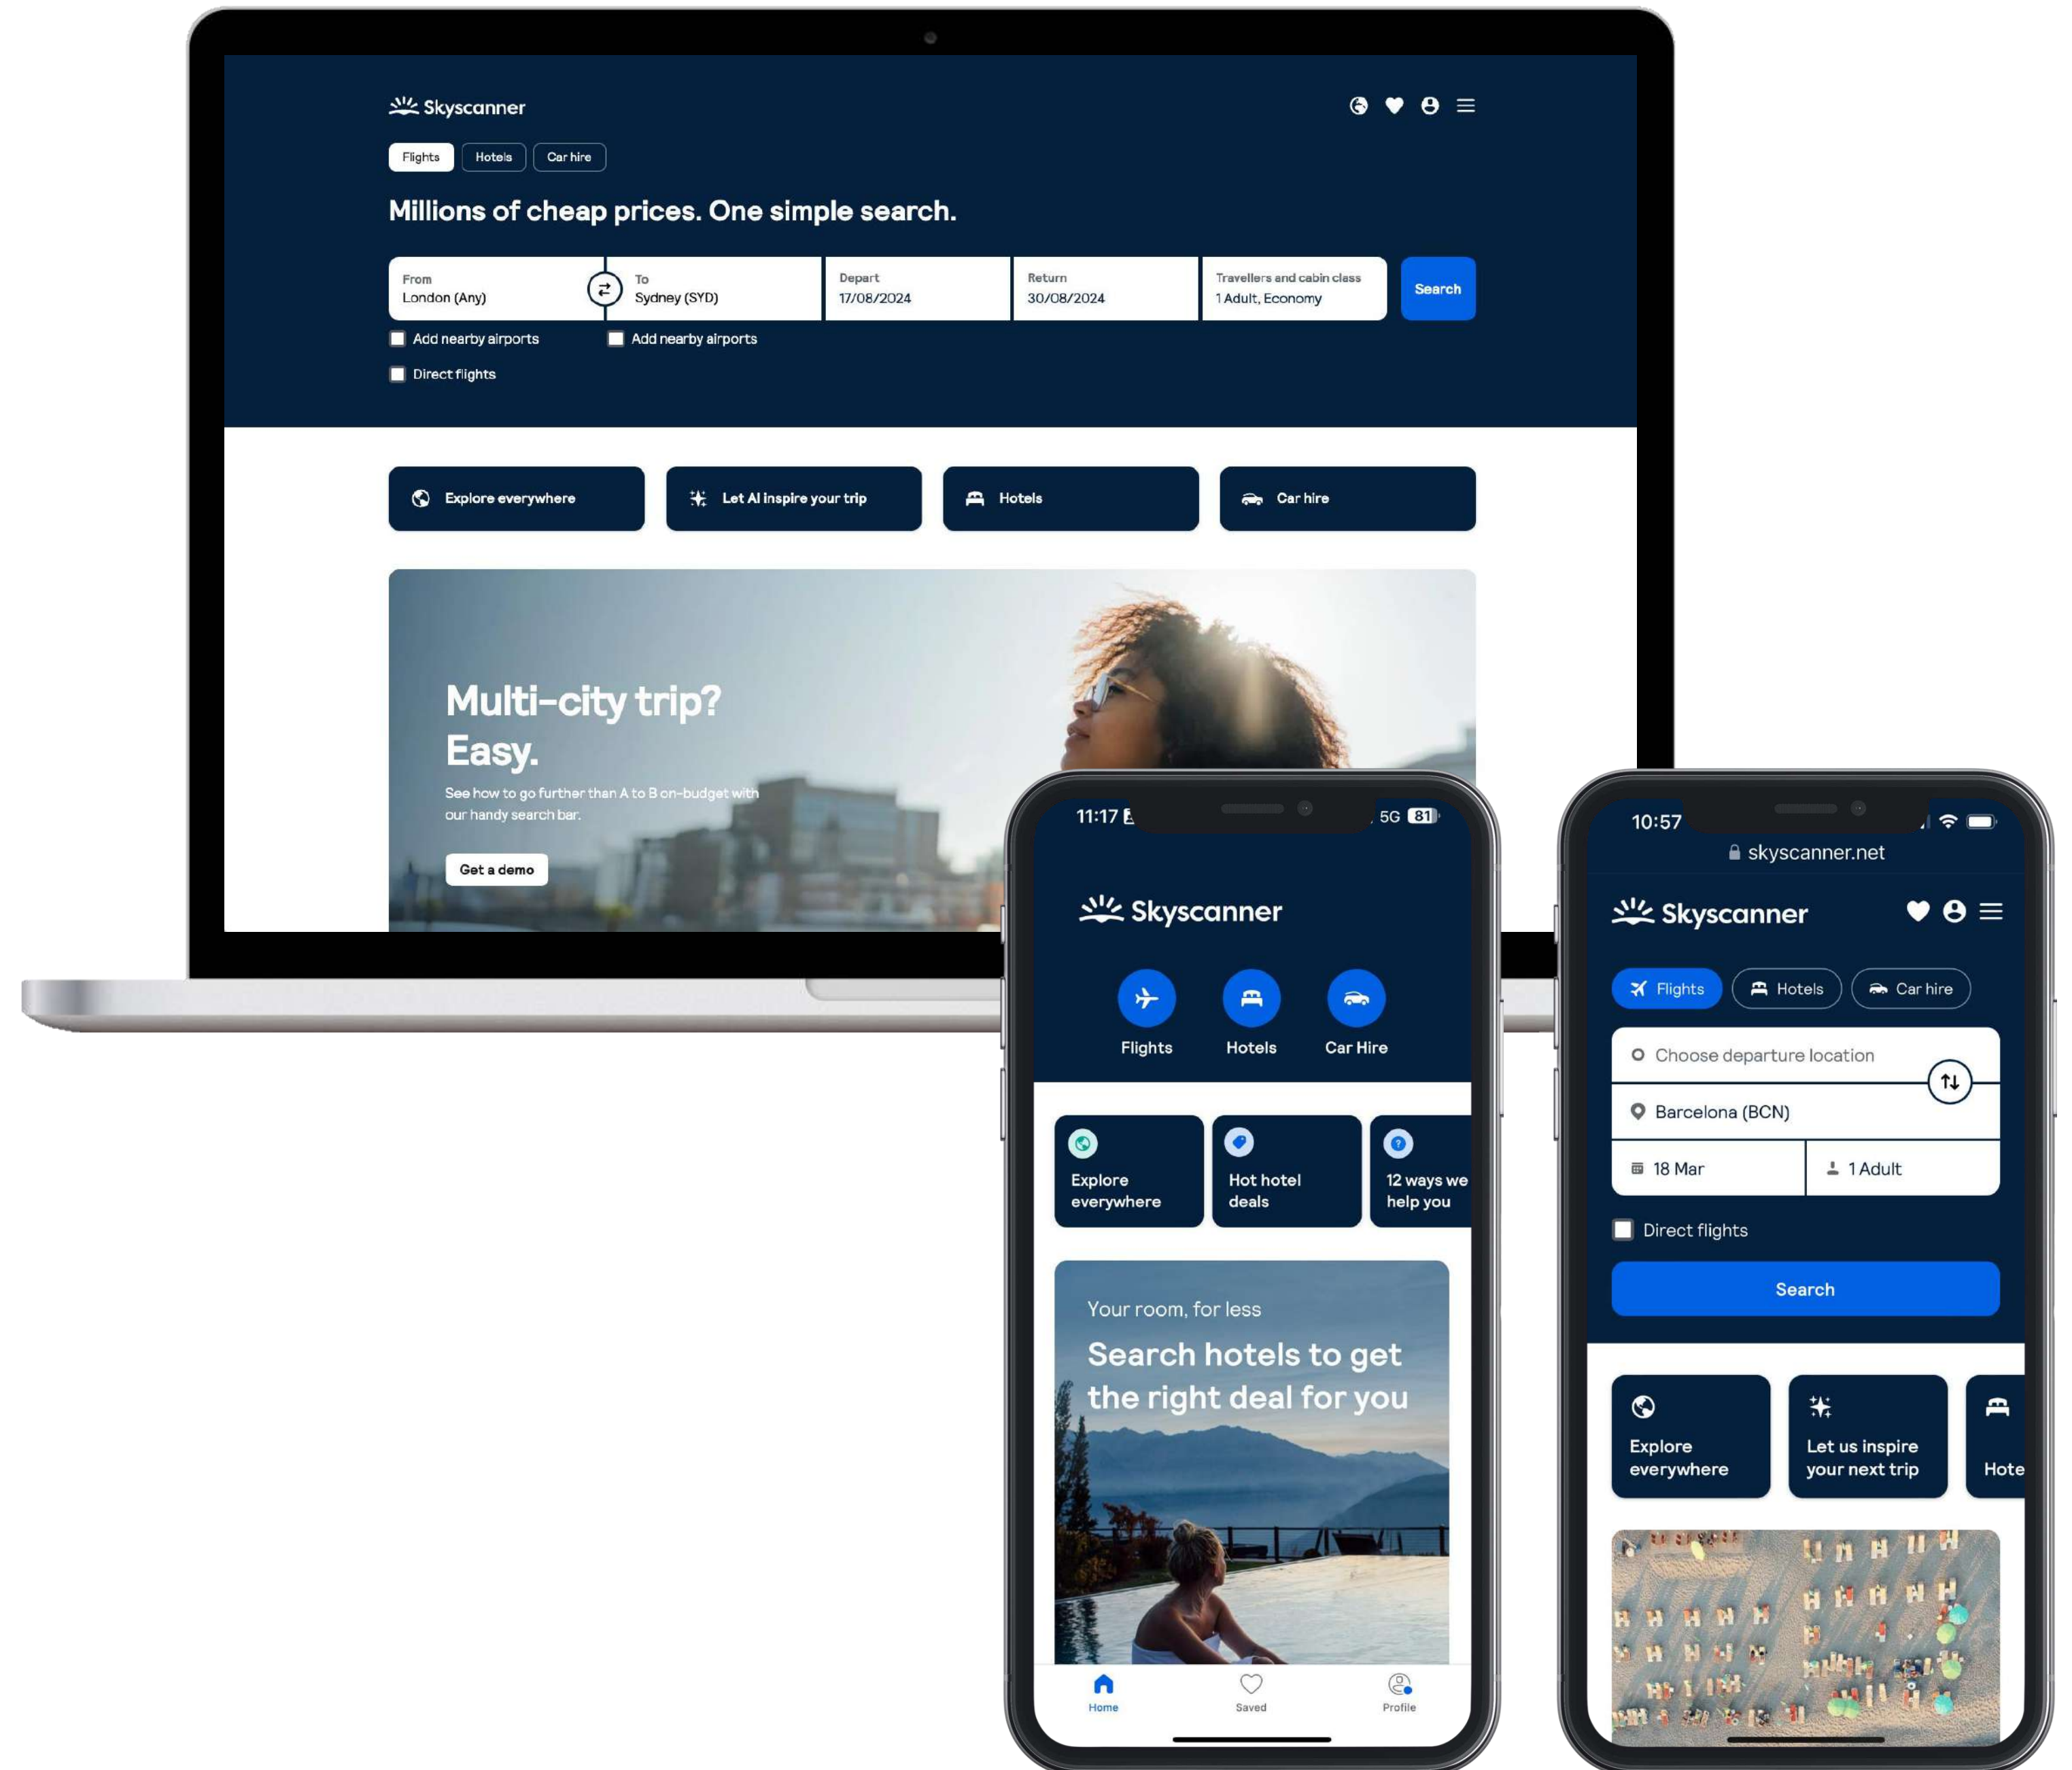 Skyscanner
Flights Hotels Car hire
Millions of cheap prices. One simple search.
From To Depart Return Travellers and cabin class
London (Any) Sydney (SYD) 17/08/2024 30/08/2024 1 Adult, Economy Search
Add nearby airports Add nearby airports
Direct flights
Explore everywhere Let AI inspire your trip Hotels Car hire
Multi-city trip?
Easy.
See how to go further than A to B on-budget with
our handy search bar.
Get a demo
11:17 5G 81
Skyscanner
Flights Hotels Car Hire
Explore
everywhere
Hot hotel
deals
12 ways we
help you
Your room, for less
Search hotels to get
the right deal for you
Home Saved Profile
10:57
skyscanner.net
Skyscanner
Flights Hotels Car hire
Choose departure location
Barcelona (BCN)
18 Mar 1 Adult
Direct flights
Search
Explore
everywhere
Let us inspire
your next trip
Hote